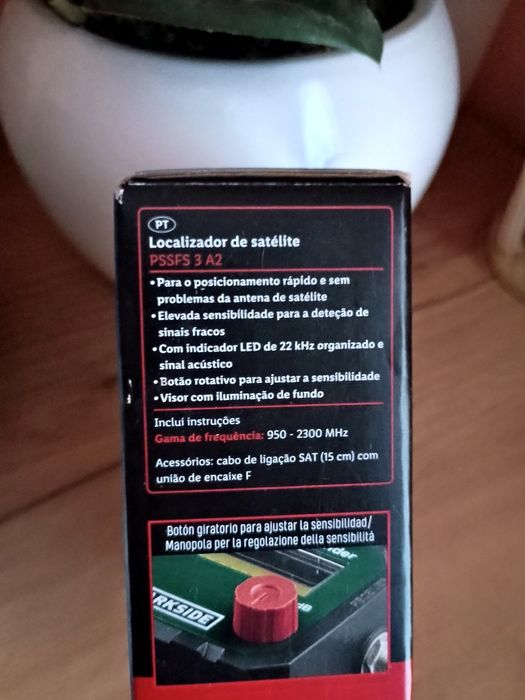 PT
Localizador de satélite
PSSFS 3 A2
•Para o posicionamento rápido e sem
problemas da antena de satélite
•Elevada sensibilidade para a deteção de
sinais fracos
•Com indicador LED de 22 kHz organizado e
sinal acústico
•Botão rotativo para ajustar a sensibilidade
•Visor com iluminação de fundo
Inclui instruções
Gama de frequência: 950 - 2300 MHz
Acessórios: cabo de ligação SAT (15 cm) com
união de encaixe F
Botón giratorio para ajustar la sensibilidad/
Manopola per la regolazione della sensibilità
nder
dB
ARKSIDE